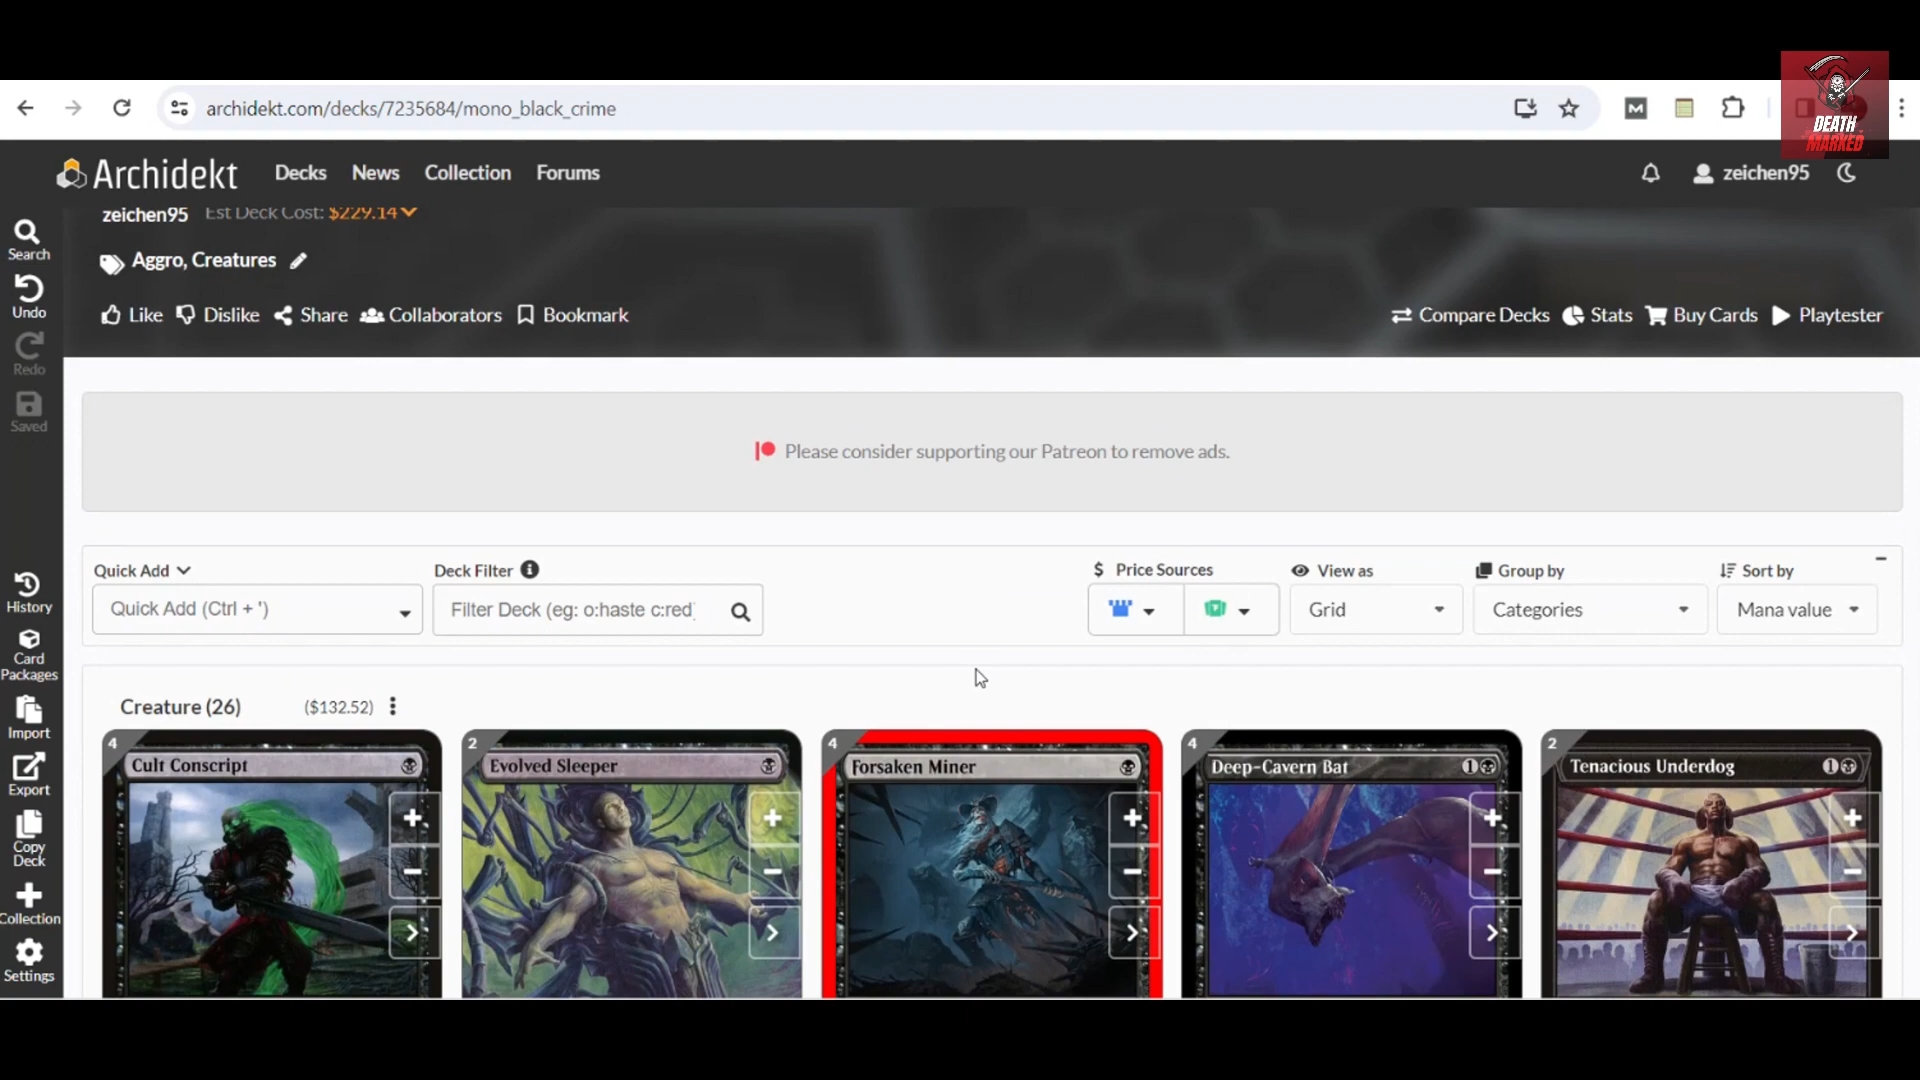 DEATH
MARKED
archidekt.com/decks/7235684/mono_black_crime
Archidekt
Decks
News
Collection
Forums
zeichen95
zeichen95
Est Deck Cost: $229.14
Aggro, Creatures
Like
Dislike
Share
Collaborators
Bookmark
Compare Decks
Stats
Buy Cards
Playtester
Search
Undo
Redo
Saved
History
Card
Packages
Import
Export
Copy
Deck
Collection
Settings
Please consider supporting our Patreon to remove ads.
Quick Add
Quick Add (Ctrl + ')
Deck Filter
Filter Deck (eg: o:haste c:red)
$ Price Sources
View as
Grid
Group by
Categories
Sort by
Mana value
Creature (26)
($132.52)
4
Cult Conscript
2
Evolved Sleeper
4
Forsaken Miner
4
Deep-Cavern Bat
1
2
Tenacious Underdog
1